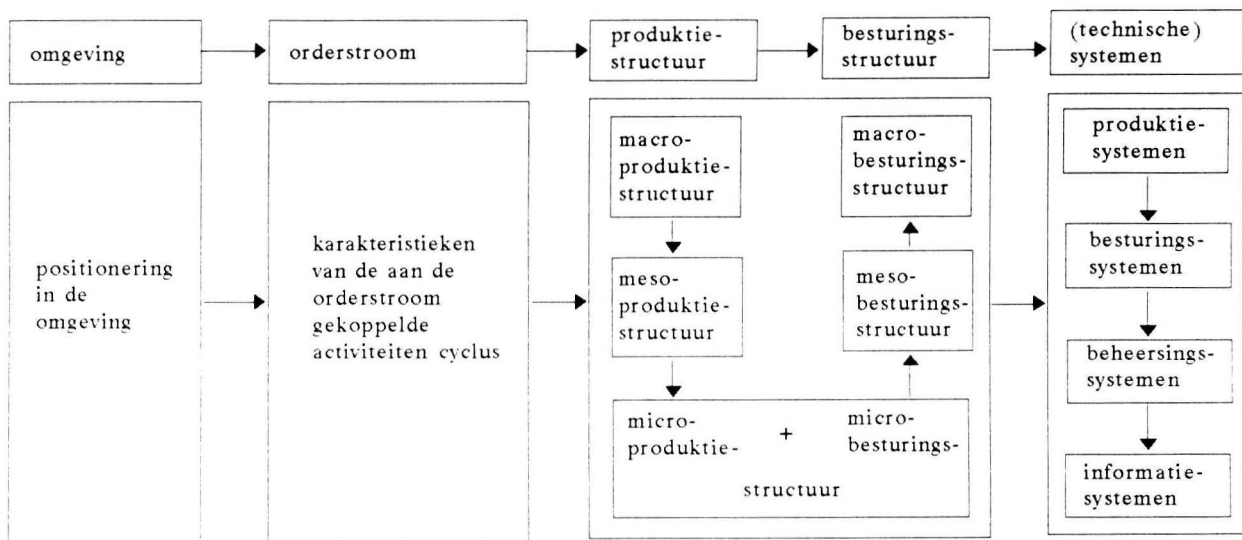 omgeving
orderstroom
produktie-
structuur
besturings-
structuur
(technische)
systemen
positionering
in de
omgeving
karakteristieken
van de aan de
orderstroom
gekoppelde
activiteiten cyclus
macro-
produktie-
structuur
meso-
produktie-
structuur
micro-
produktie-
+
micro-
besturings-
structuur
meso-
besturings-
structuur
macro-
besturings-
structuur
produktie-
systemen
besturings-
systemen
beheersings-
systemen
informatie-
systemen